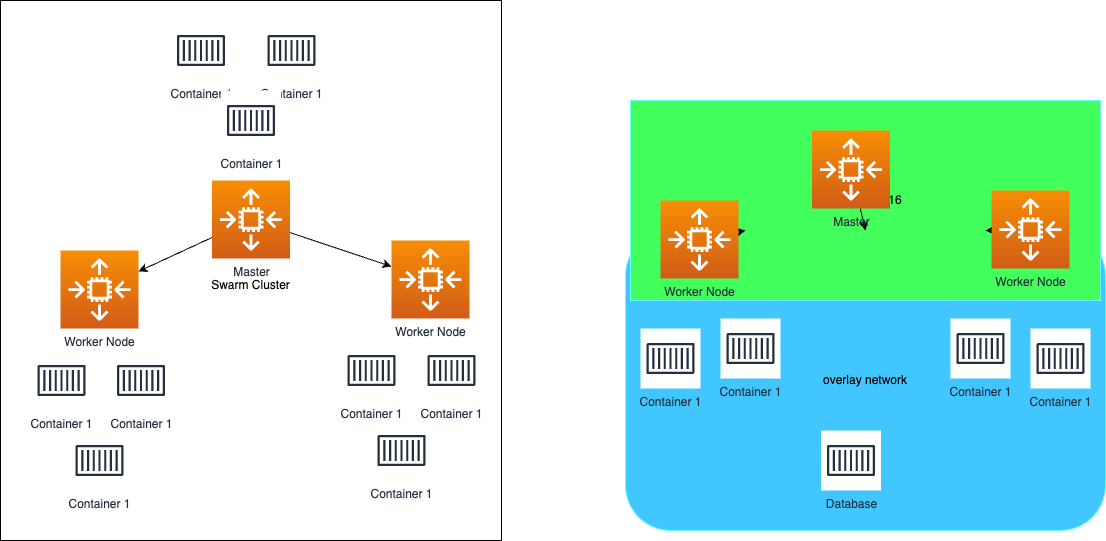 Container
ntainer 1
Container 1
Master
Swarm Cluster
Worker Node
Worker Node
Container 1
Container 1
Container 1
Container 1
Container 1
Container 1
16
Master
Worker Node
Worker Node
Container 1
Container 1
Container 1
Container 1
overlay network
Database